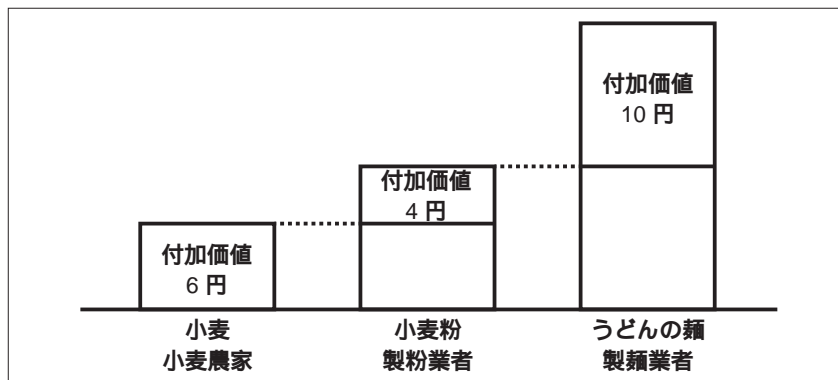 付加価値
10 円
付加価値
4 円
付加価値
6 円
小麦
小麦農家
小麦粉
製粉業者
うどんの麺
製麺業者